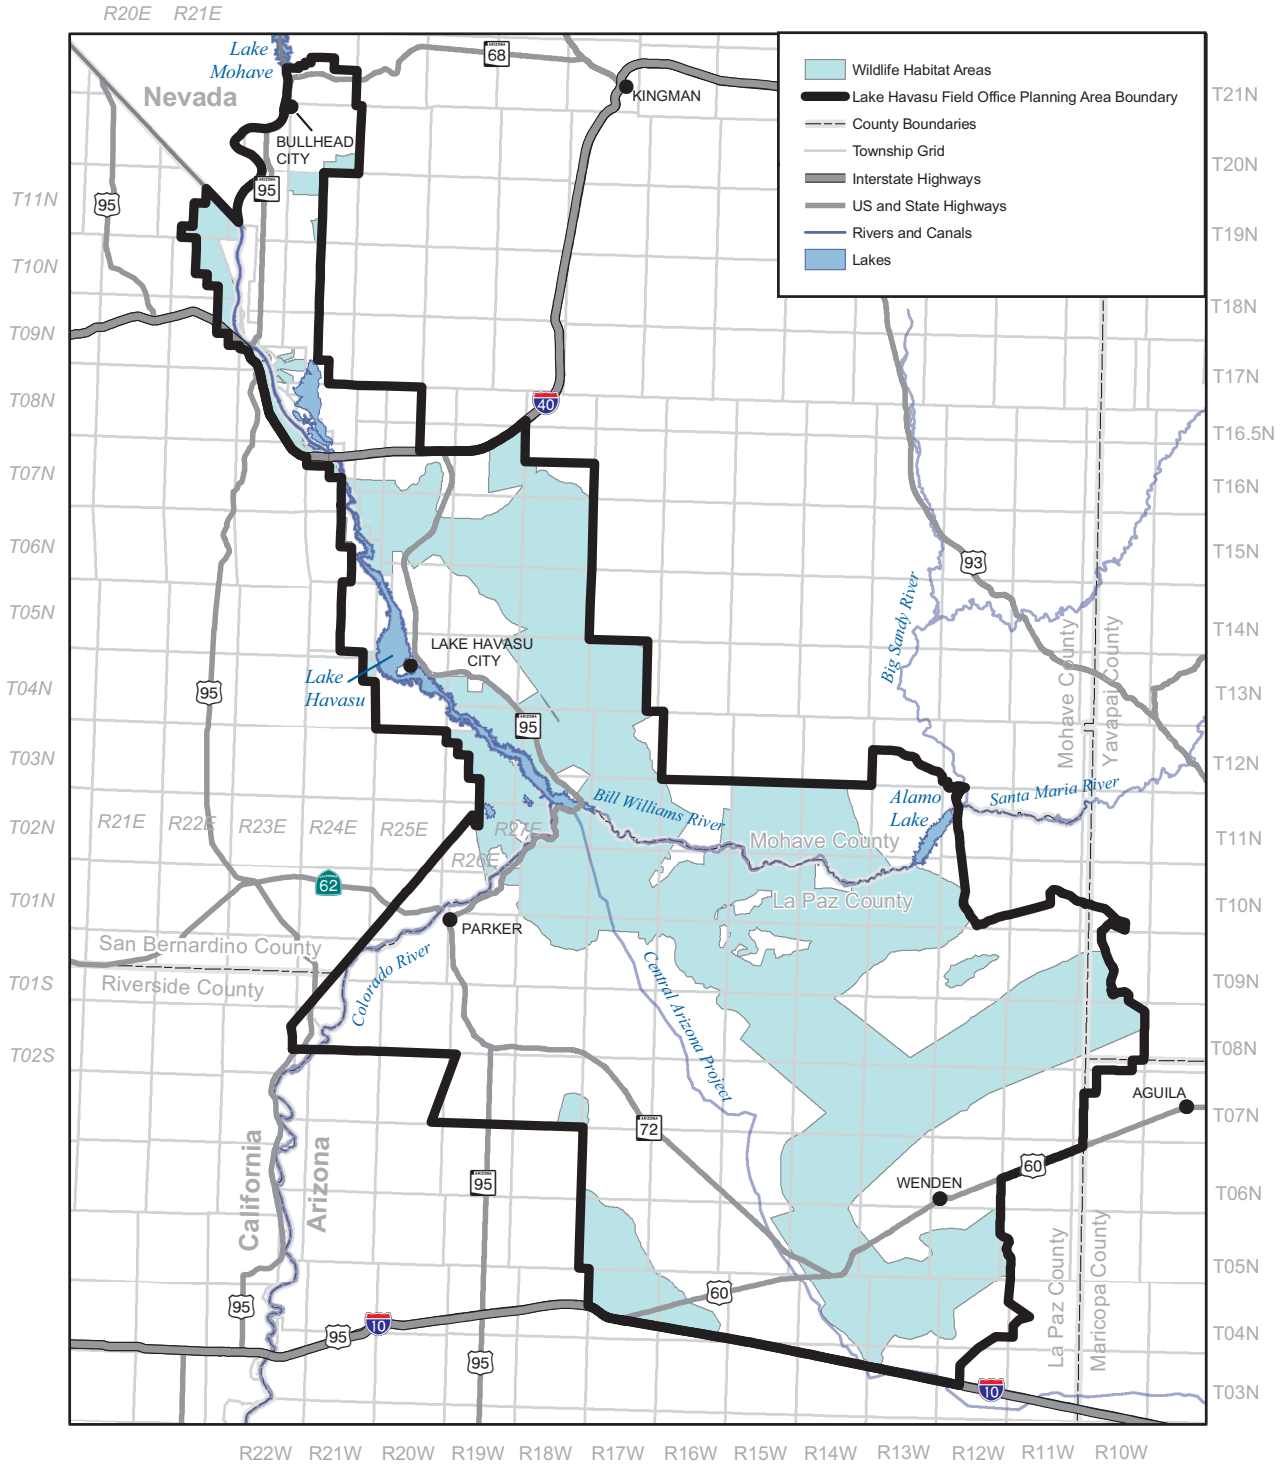 R20E R21E
Lake
Mohave
Nevada
ARIZONA
68
KINGMAN
BULLHEAD
CITY
ARIZONA
95
95
Wildlife Habitat Areas
Lake Havasu Field Office Planning Area Boundary
County Boundaries
Township Grid
Interstate Highways
US and State Highways
Rivers and Canals
Lakes
T21N
T20N
T19N
T18N
T17N
T16.5N
T16N
T15N
T14N
T13N
T12N
T11N
T10N
T09N
T08N
T07N
T06N
T05N
T04N
T03N
T11N
T10N
T09N
T08N
T07N
T06N
T05N
T04N
T03N
T02N
T01N
T01S
T02S
40
93
Big Sandy River
Mohave County
Yavapai County
LAKE HAVASU
CITY
Lake
Havasu
95
ARIZONA
95
Bill Williams River
Alamo
Lake
Santa Maria River
R21E R22E R23E R24E R25E
R27E
R26E
Mohave County
La Paz County
CALIFORNIA
62
PARKER
San Bernardino County
Riverside County
Colorado River
Central Arizona Project
AGUILA
ARIZONA
72
60
WENDEN
California
Arizona
ARIZONA
95
La Paz County
Maricopa County
60
95
10
95
95
10
R22W R21W R20W R19W R18W R17W R16W R15W R14W R13W R12W R11W R10W